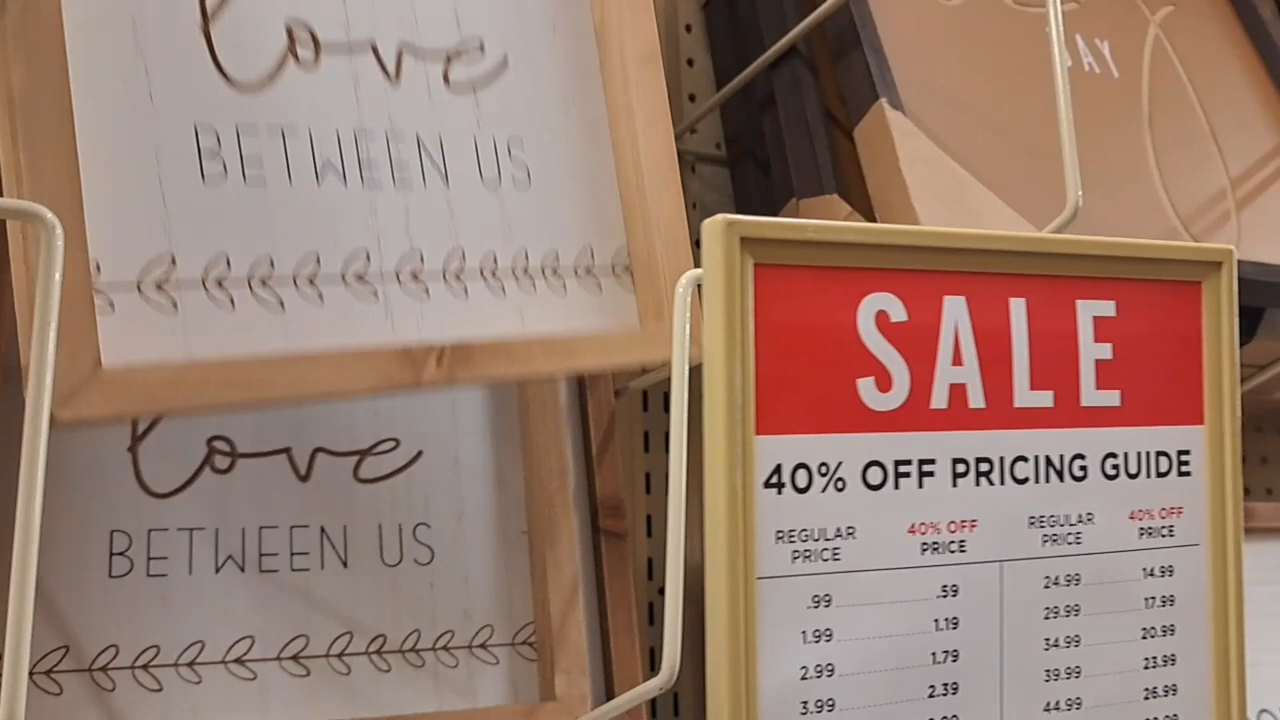 love
BETWEEN US
love
BETWEEN US
DAY
SALE
40% OFF PRICING GUIDE
REGULAR PRICE 40% OFF PRICE REGULAR PRICE 40% OFF PRICE
.99 .59 24.99 14.99
1.99 1.19 29.99 17.99
2.99 1.79 34.99 20.99
3.99 2.39 39.99 23.99
44.99 26.99